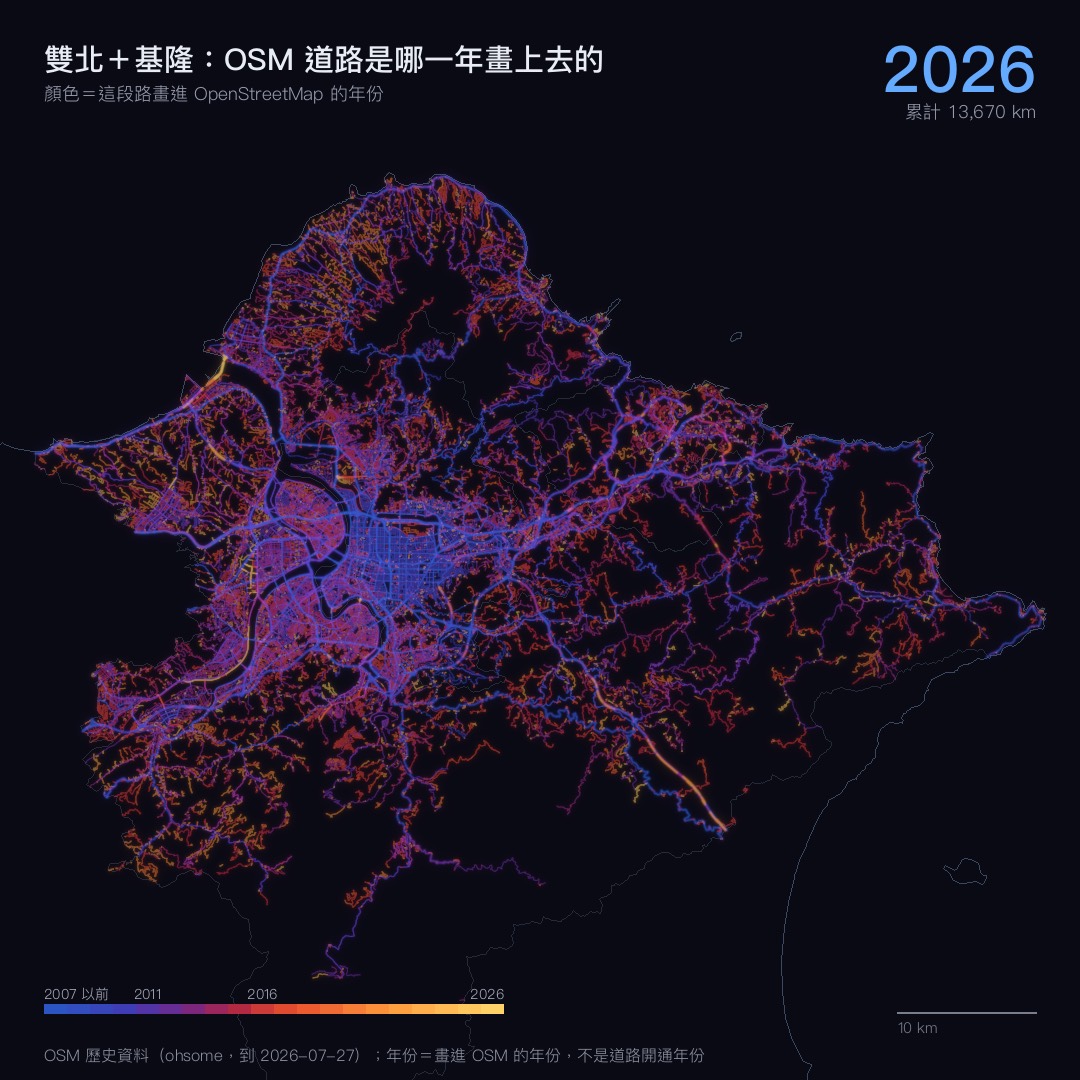 雙北＋基隆：OSM 道路是哪一年畫上去的
顏色＝這段路畫進 OpenStreetMap 的年份
2026
累計 13,670 km
2007 以前 2011 2016 2026
10 km
OSM 歷史資料（ohsome，到 2026-07-27）；年份＝畫進 OSM 的年份，不是道路開通年份